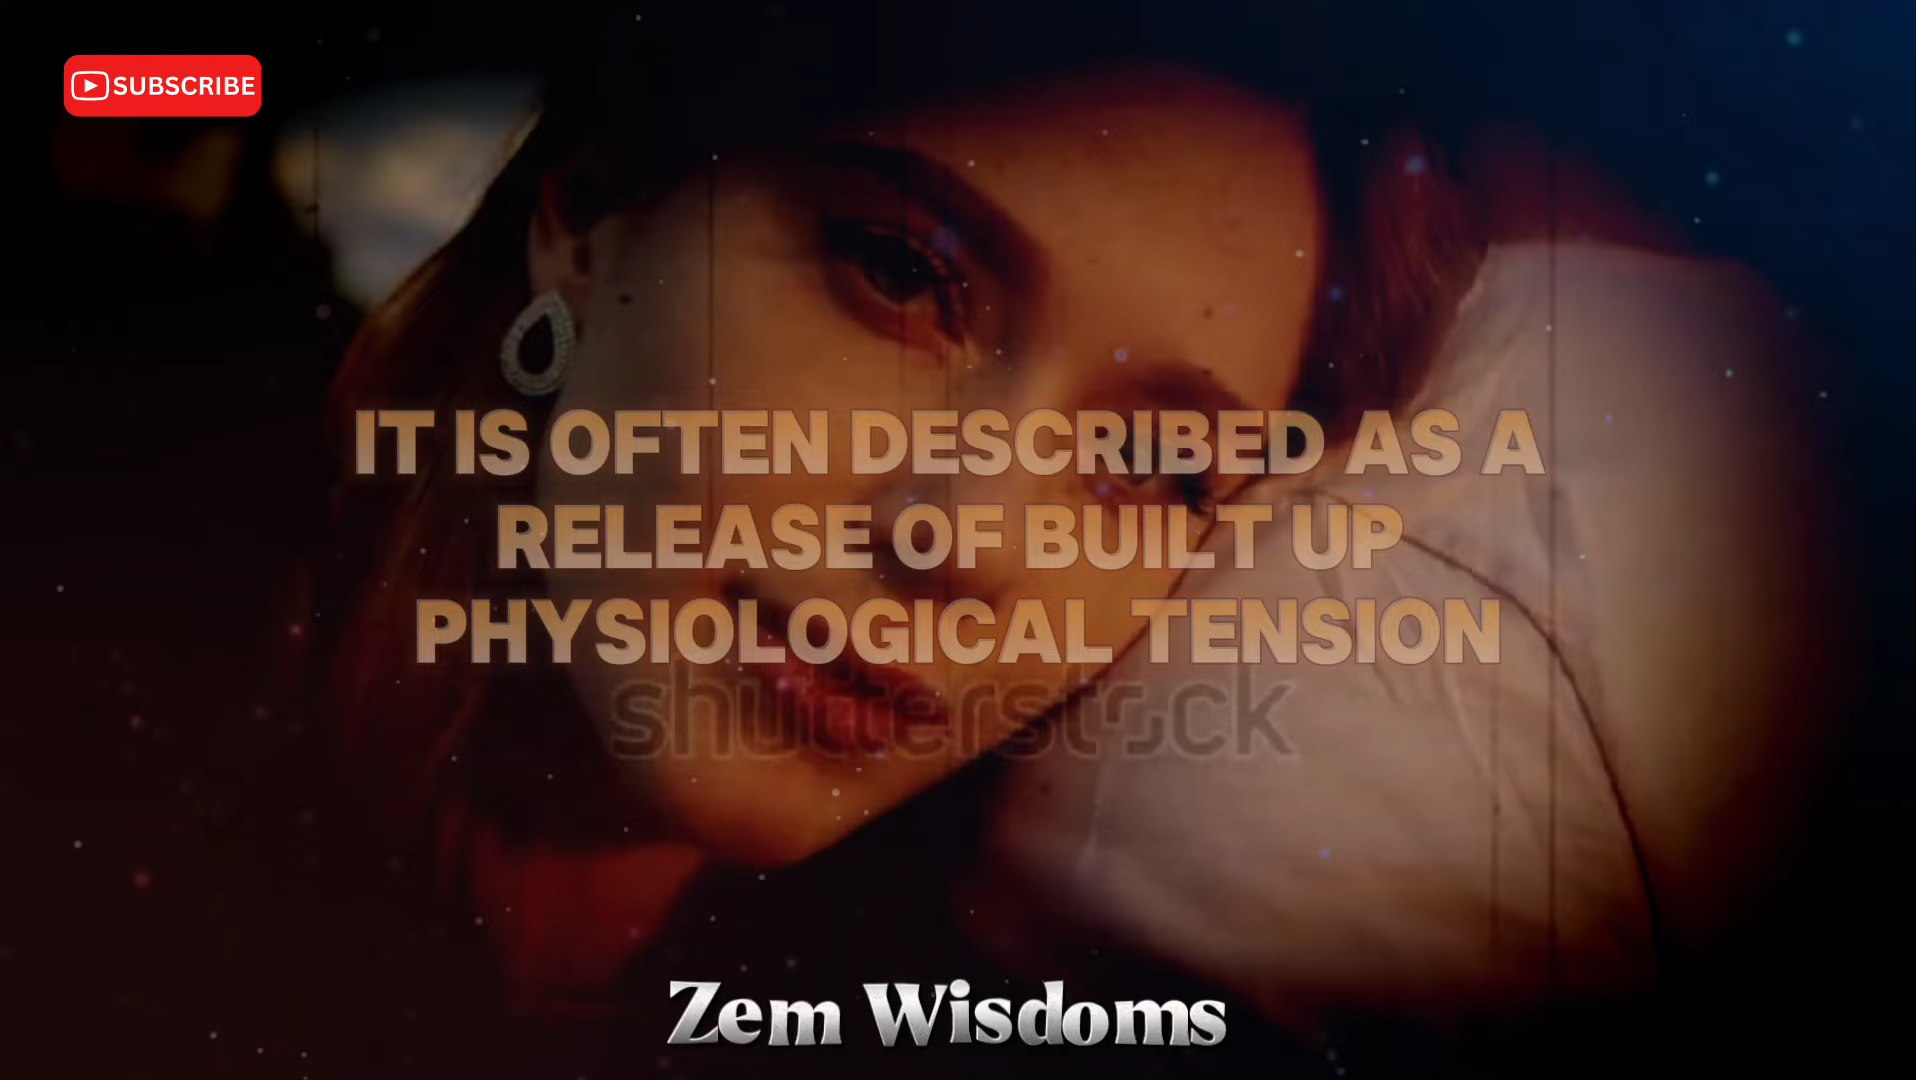 SUBSCRIBE
IT IS OFTEN DESCRIBED AS A
RELEASE OF BUILT UP
PHYSIOLOGICAL TENSION
shutterstock
Zem Wisdoms